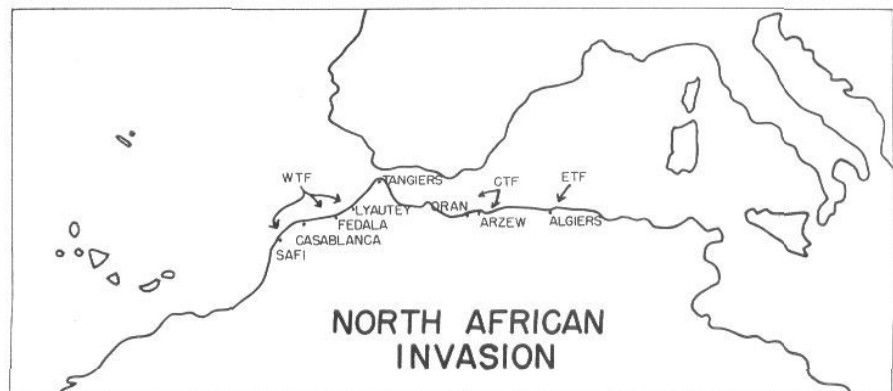 WTF
CTF
ETF
TANGIERS
LYAUTEY
ORAN
FEDALA
ARZEW
ALGIERS
CASABLANCA
SAFI
NORTH AFRICAN
INVASION